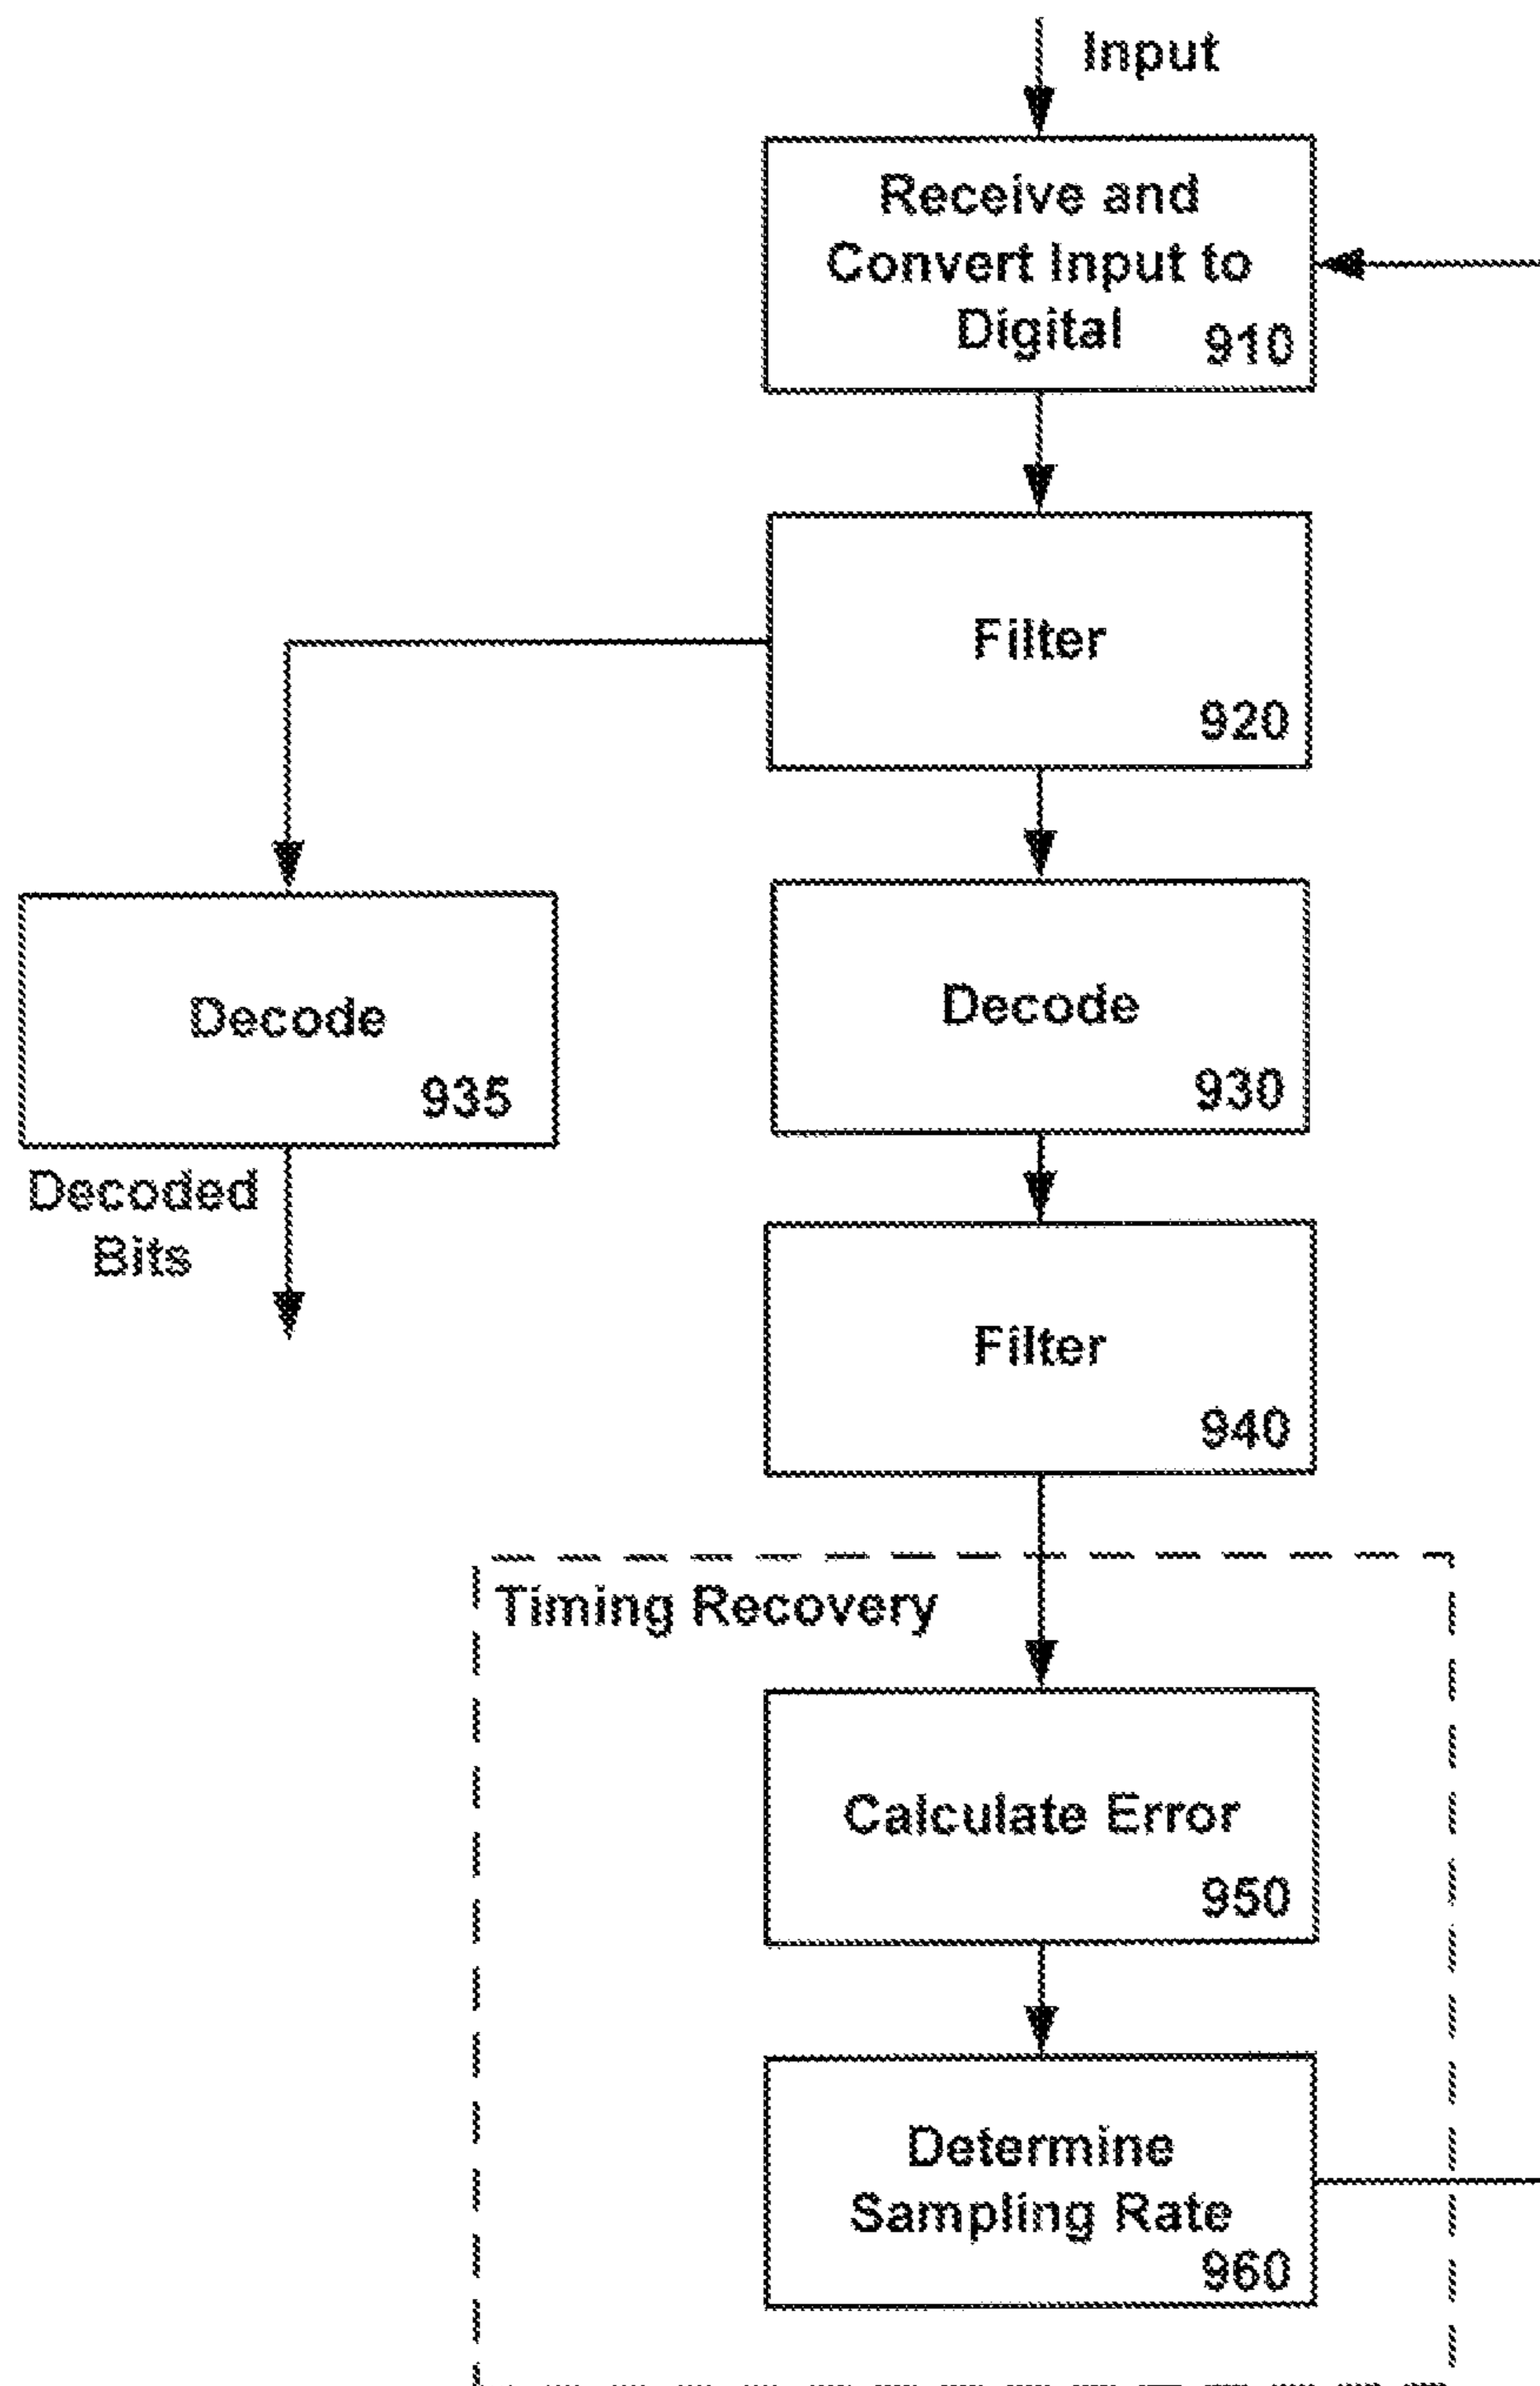 Input
Receive and
Convert Input to
Digital
910
Filter
920
Decode
935
Decode
930
Decoded
Bits
Filter
940
Timing Recovery
Calculate Error
950
Determine
Sampling Rate
960